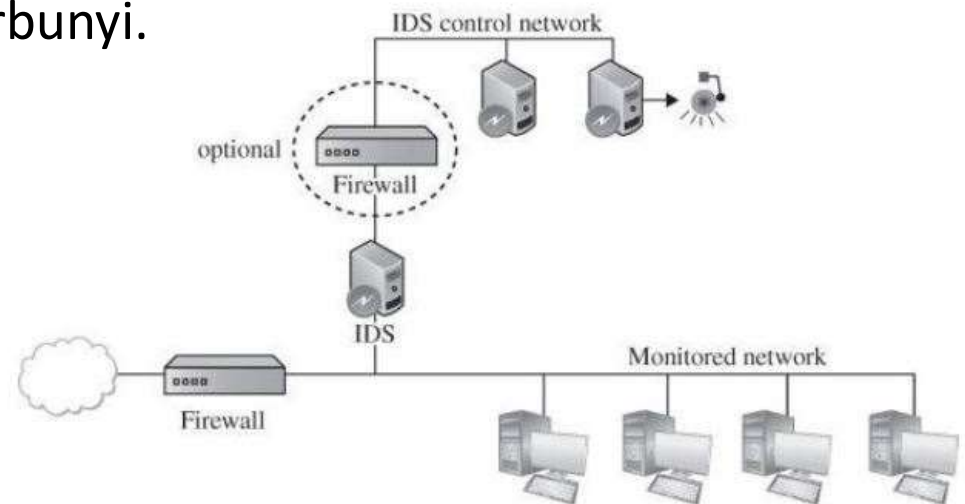 rbunyi.
IDS control network
optional
Firewall
IDS
Monitored network
Firewall